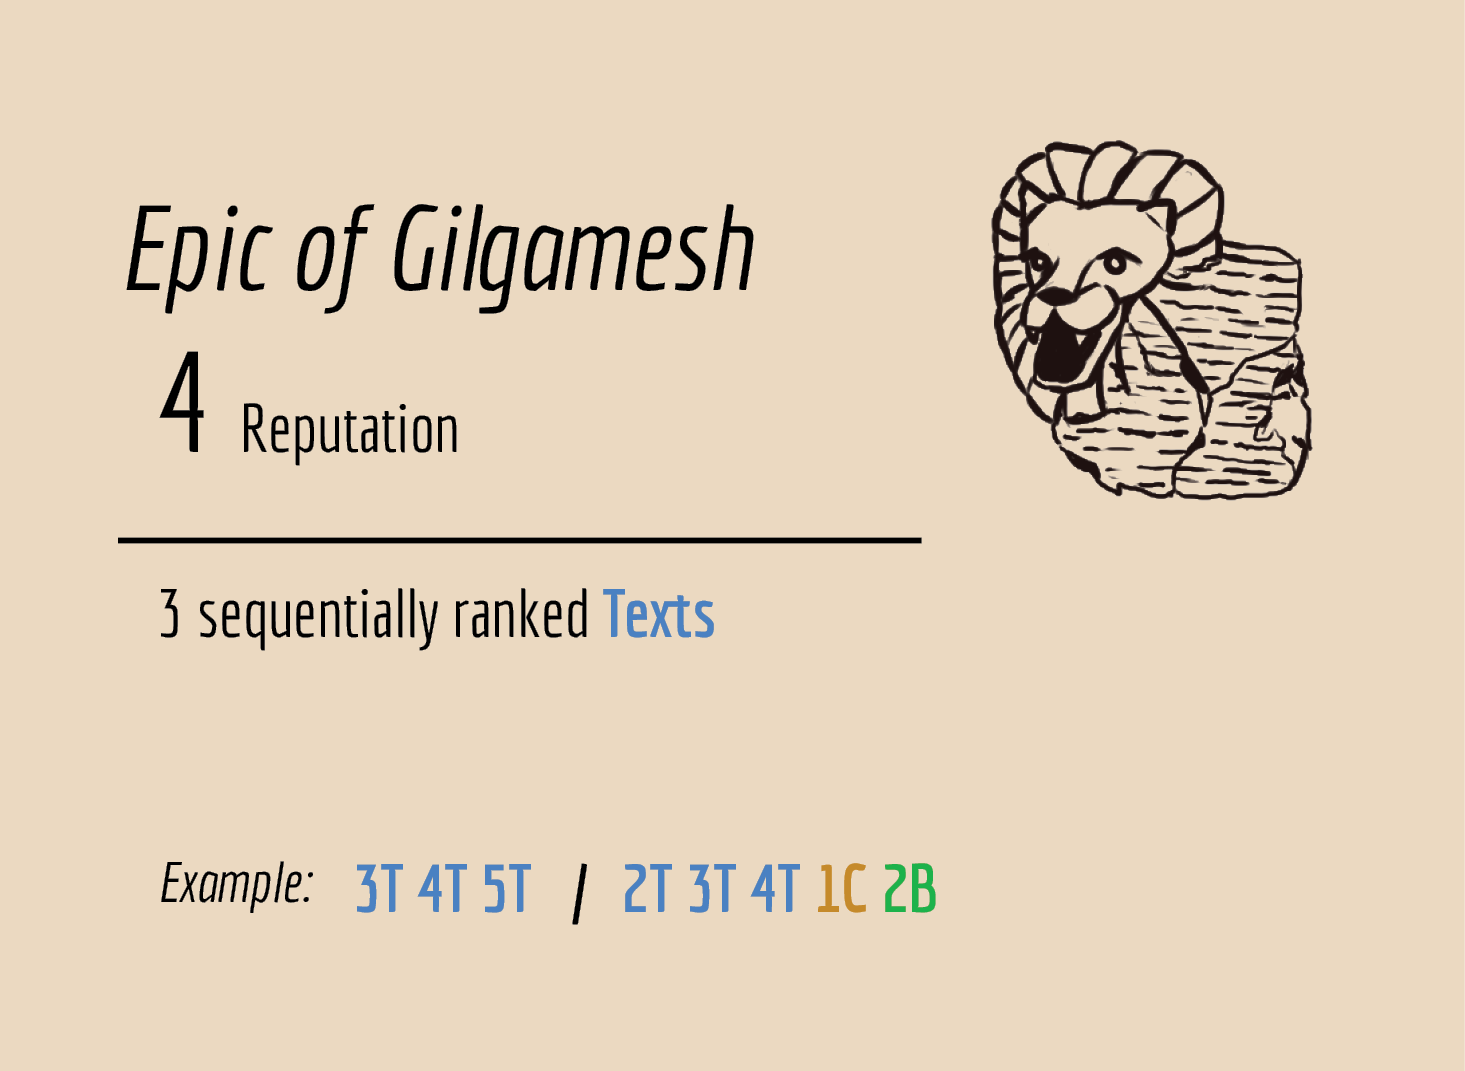 Epic of Gilgamesh
4 Reputation
3 sequentially ranked Texts
Example: 3T 4T 5T / 2T 3T 4T 1C 2B